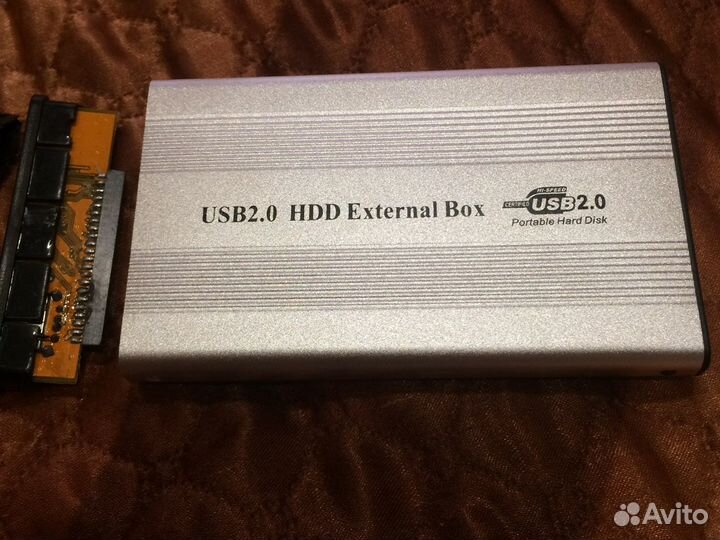 USB2.0 HDD External Box
HI-SPEED
CERTIFIED USB2.0
Portable Hard Disk
Avito